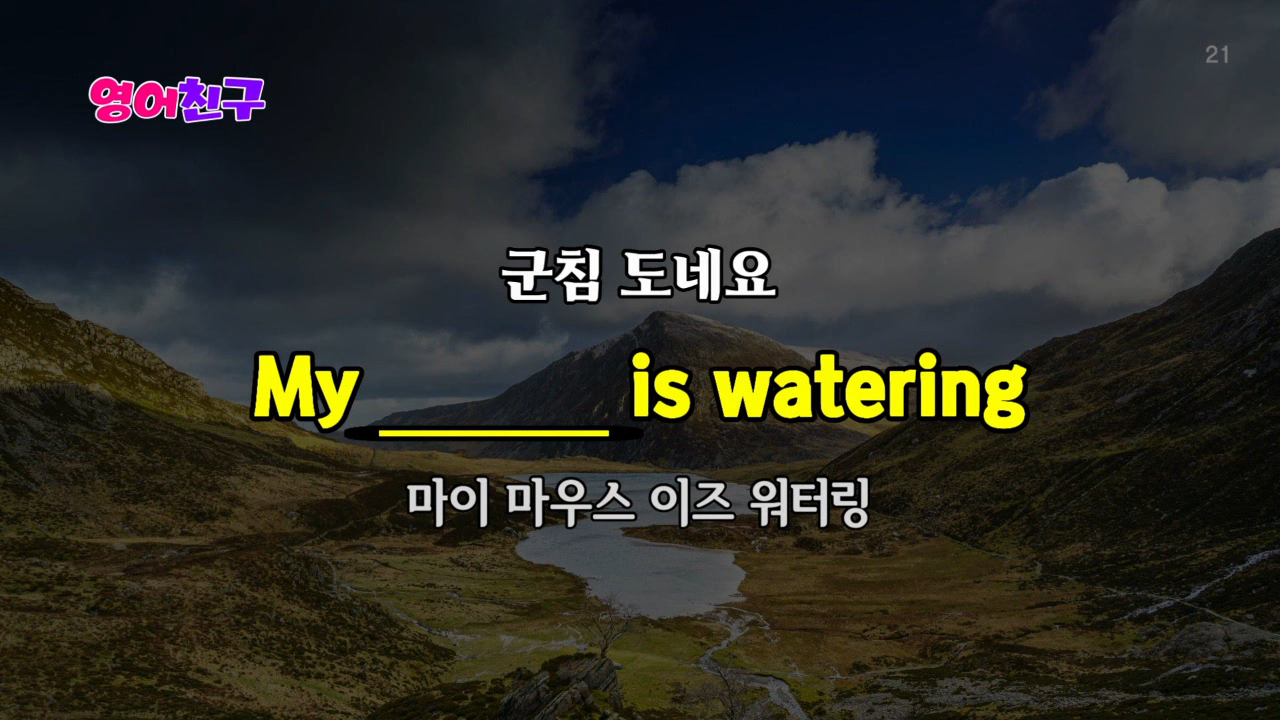 21
영어친구
군침 도네요
My ______ is watering
마이 마우스 이즈 워터링